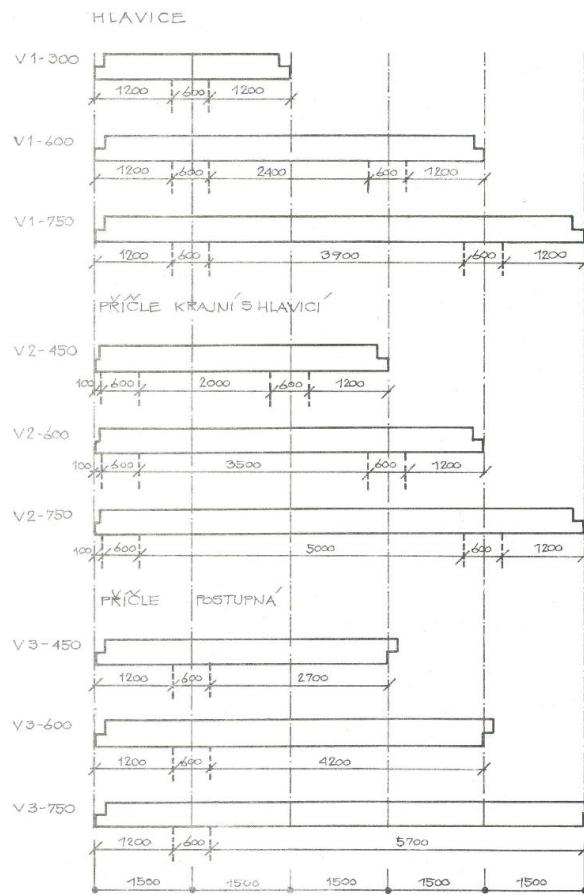 HLAVICE
V1-300
1200 600 1200
V1-600
1200 600 2400 600 1200
V1-750
1200 600 3900 600 1200
PŘÍČLE KRAJNÍ S HLAVICÍ
V2-450
100 600 2000 600 1200
V2-600
100 600 3500 600 1200
V2-750
100 600 5000 600 1200
PŘÍČLE POSTUPNÁ
V3-450
1200 600 2700
V3-600
1200 600 4200
V3-750
1200 600 5700
1500 1500 1500 1500 1500